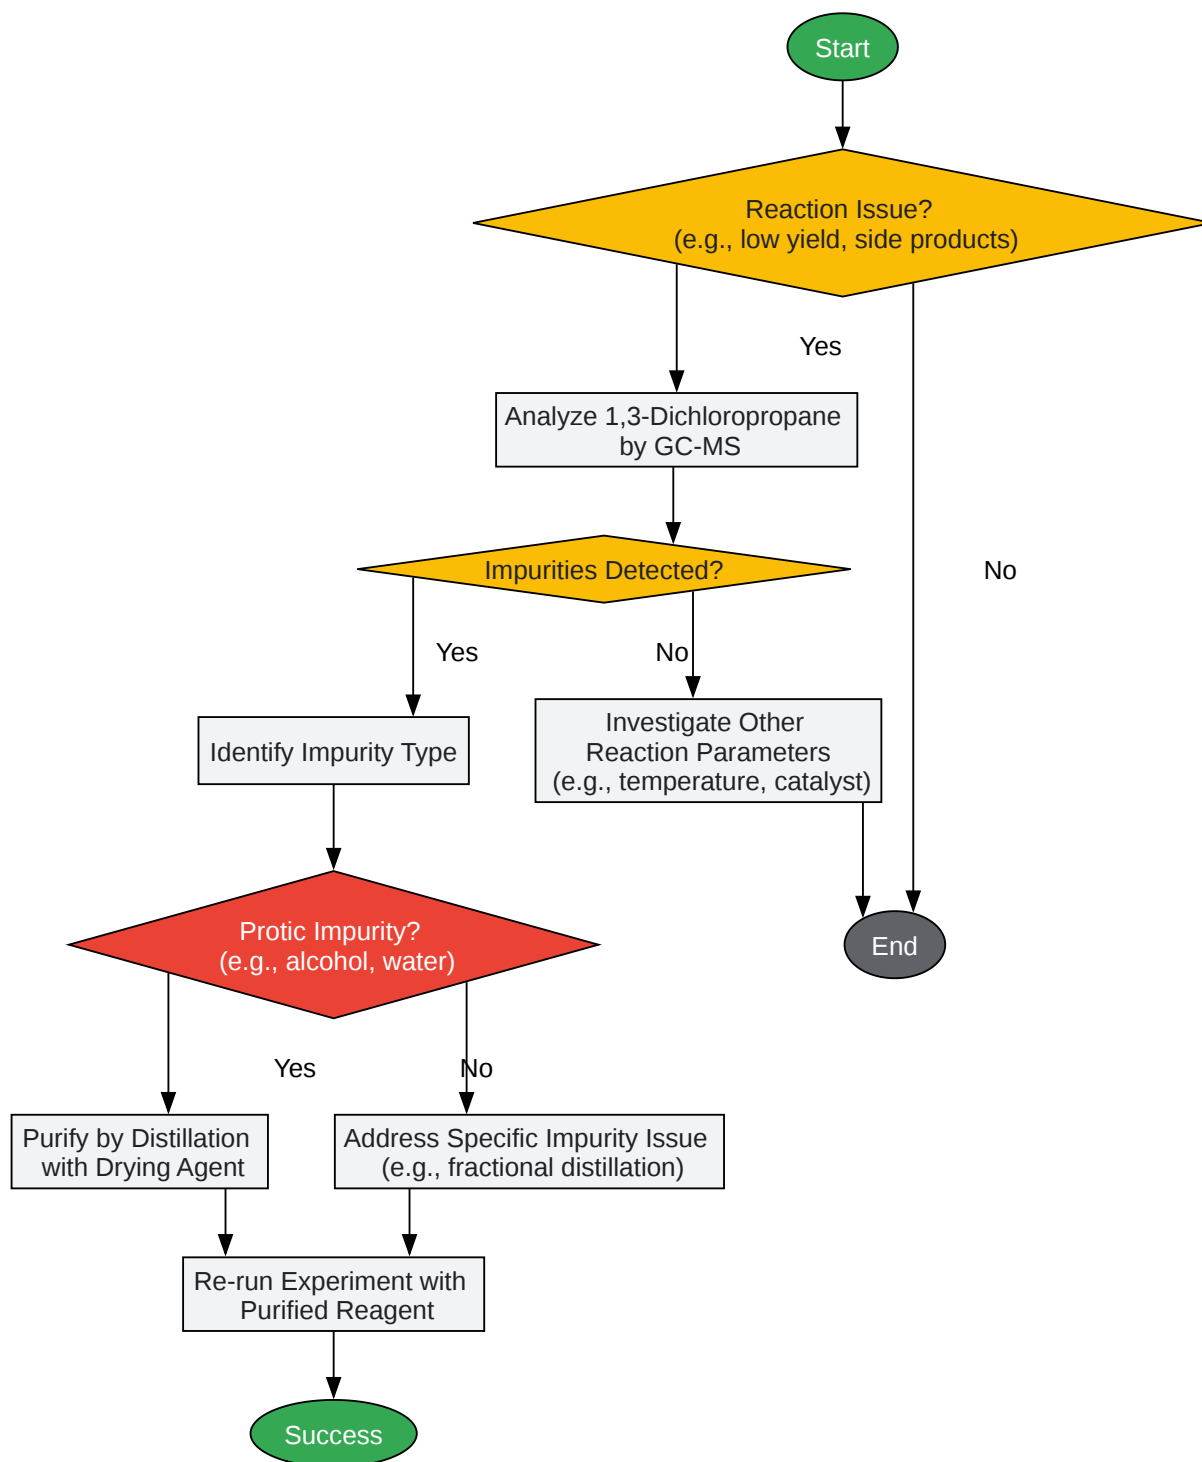 Start
Reaction Issue?
(e.g., low yield, side products)
Yes
Analyze 1,3-Dichloropropane
by GC-MS
Impurities Detected?
No
Yes
No
Identify Impurity Type
Investigate Other
Reaction Parameters
(e.g., temperature, catalyst)
Protic Impurity?
(e.g., alcohol, water)
End
Yes
No
Purify by Distillation
with Drying Agent
Address Specific Impurity Issue
(e.g., fractional distillation)
Re-run Experiment with
Purified Reagent
Success